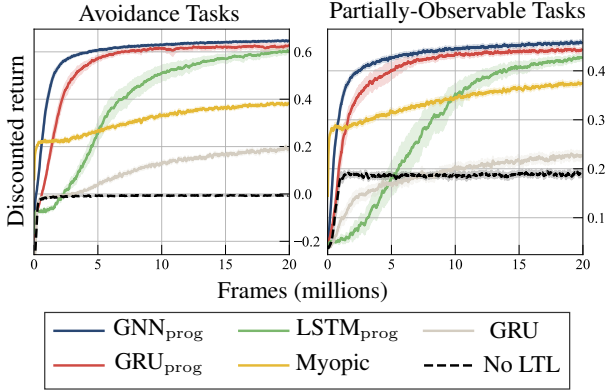 Avoidance Tasks
Partially-Observable Tasks
Discounted return
0.6
0.4
0.2
0.0
−0.2
0.4
0.3
0.2
0.1
0 5 10 15 20
0 5 10 15 20
Frames (millions)
GNNprog LSTMprog GRU
GRUprog Myopic No LTL